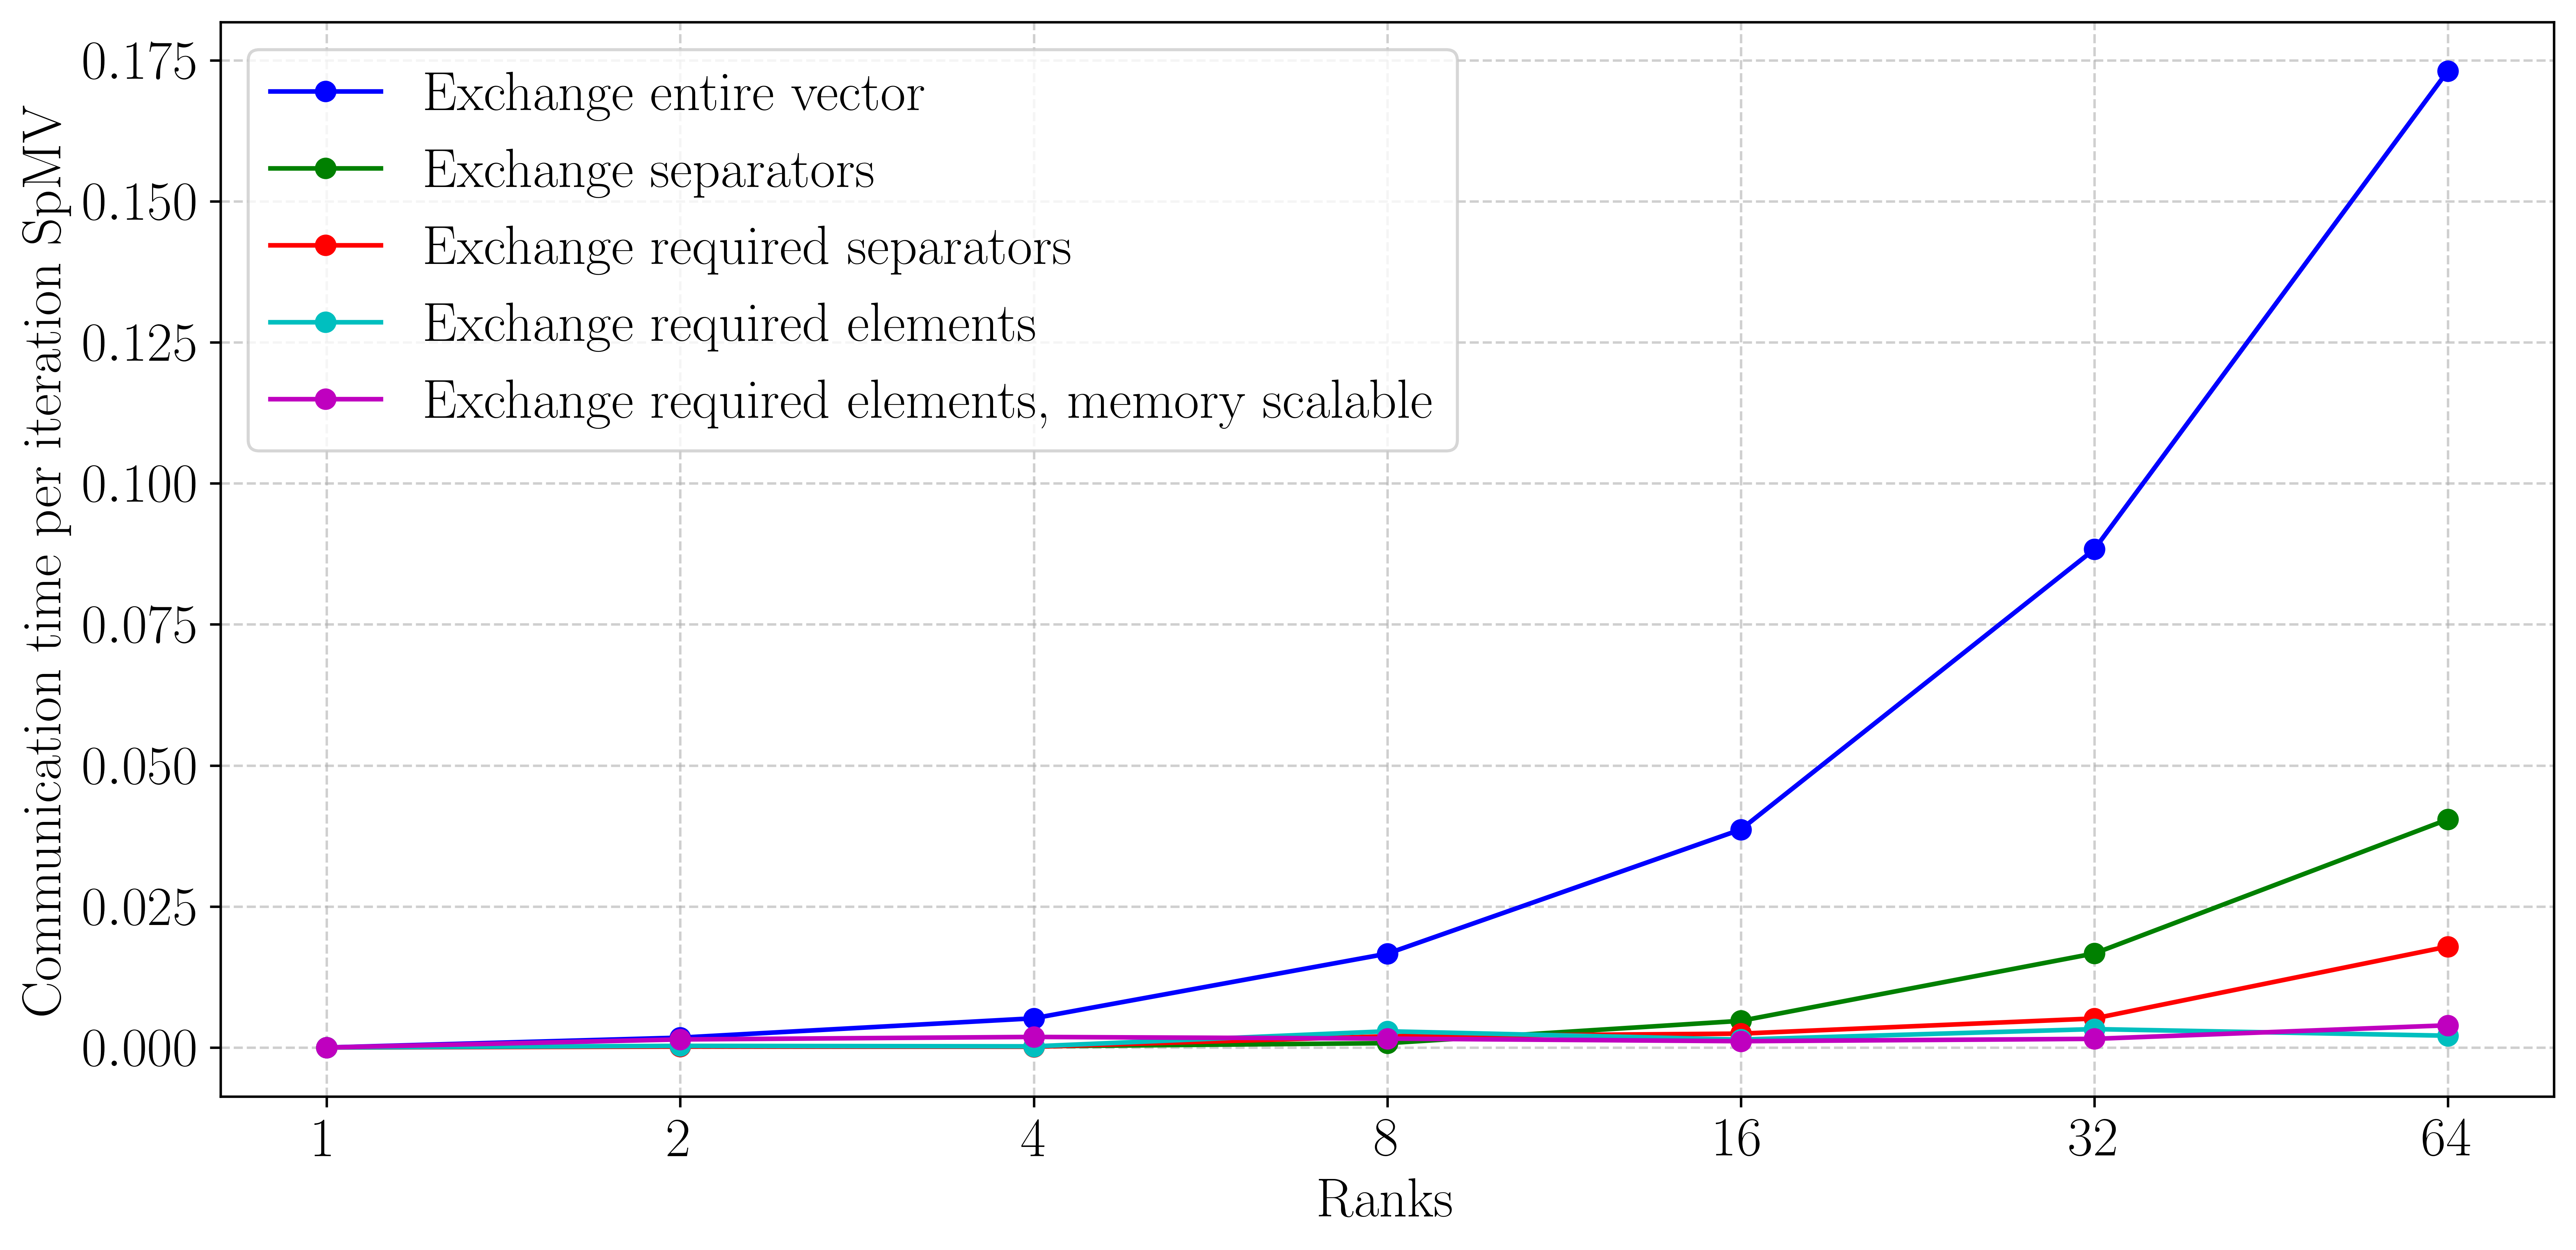 Communication time per iteration SpMV
0.175
0.150
0.125
0.100
0.075
0.050
0.025
0.000
Exchange entire vector
Exchange separators
Exchange required separators
Exchange required elements
Exchange required elements, memory scalable
1 2 4 8 16 32 64
Ranks